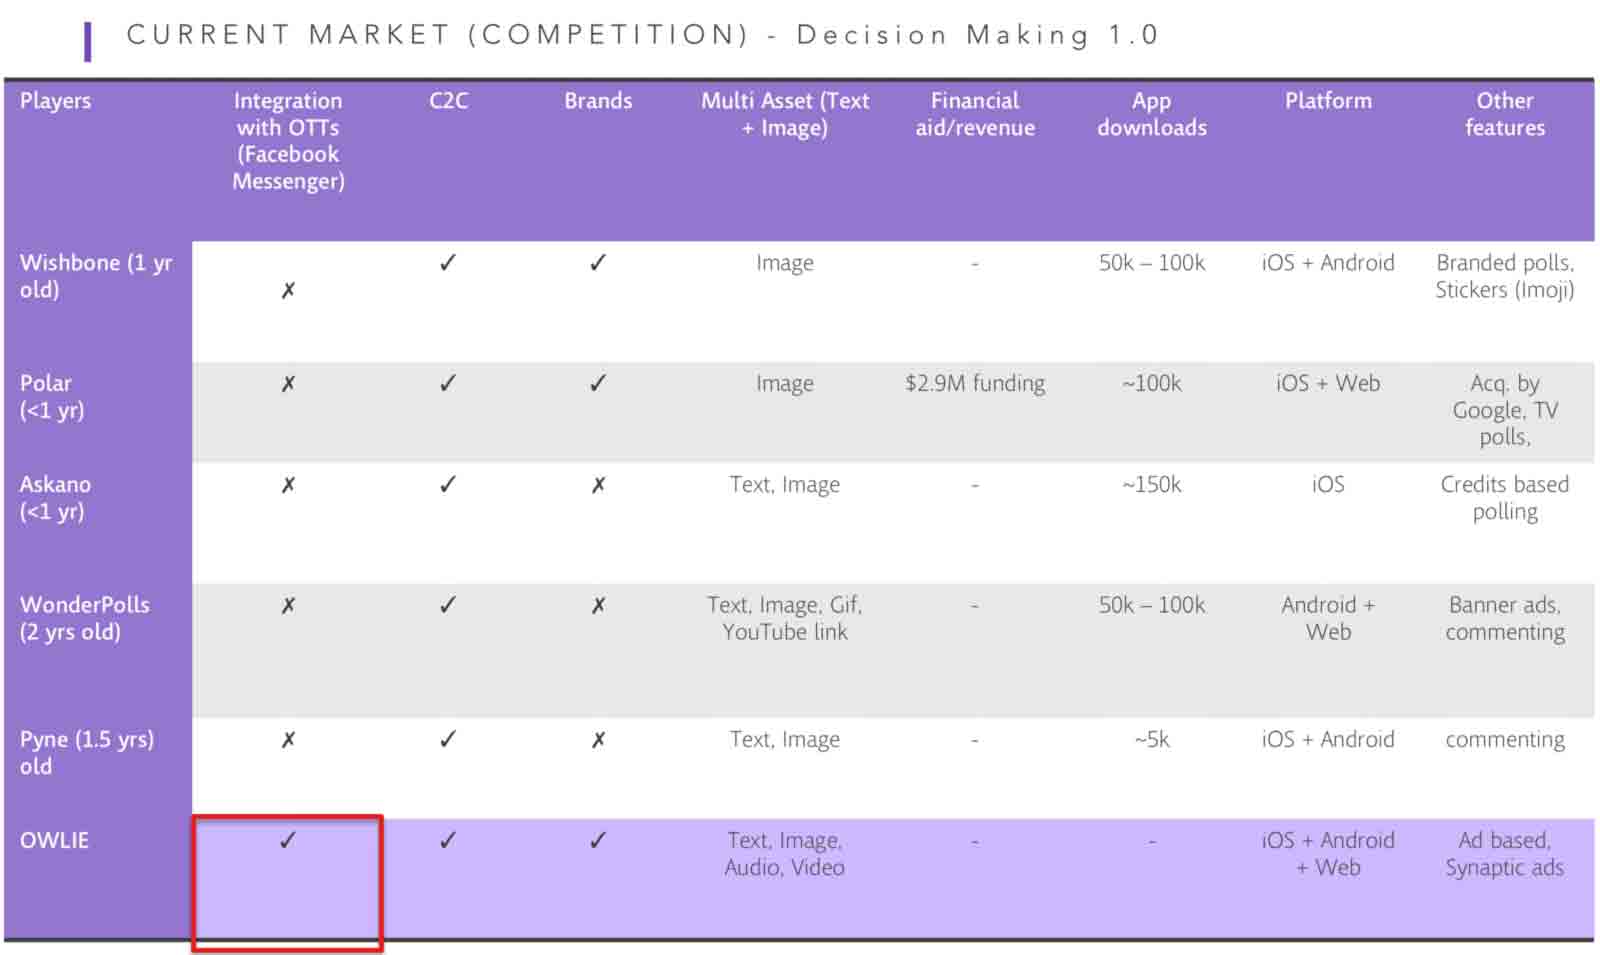 CURRENT MARKET (COMPETITION) - Decision Making 1.0
Players
Integration
with OTTs
(Facebook
Messenger)
C2C
Brands
Multi Asset (Text
+ Image)
Financial
aid/revenue
App
downloads
Platform
Other
features
Wishbone (1 yr
old)
✗
✓
✓
Image
-
50k – 100k
iOS + Android
Branded polls,
Stickers (Imoji)
Polar
(<1 yr)
✗
✓
✓
Image
$2.9M funding
~100k
iOS + Web
Acq. by
Google, TV
polls,
Askano
(<1 yr)
✗
✓
✗
Text, Image
-
~150k
iOS
Credits based
polling
WonderPolls
(2 yrs old)
✗
✓
✗
Text, Image, Gif,
YouTube link
-
50k – 100k
Android +
Web
Banner ads,
commenting
Pyne (1.5 yrs)
old
✗
✓
✗
Text, Image
-
~5k
iOS + Android
commenting
OWLIE
✓
✓
✓
Text, Image,
Audio, Video
-
-
iOS + Android
+ Web
Ad based,
Synaptic ads